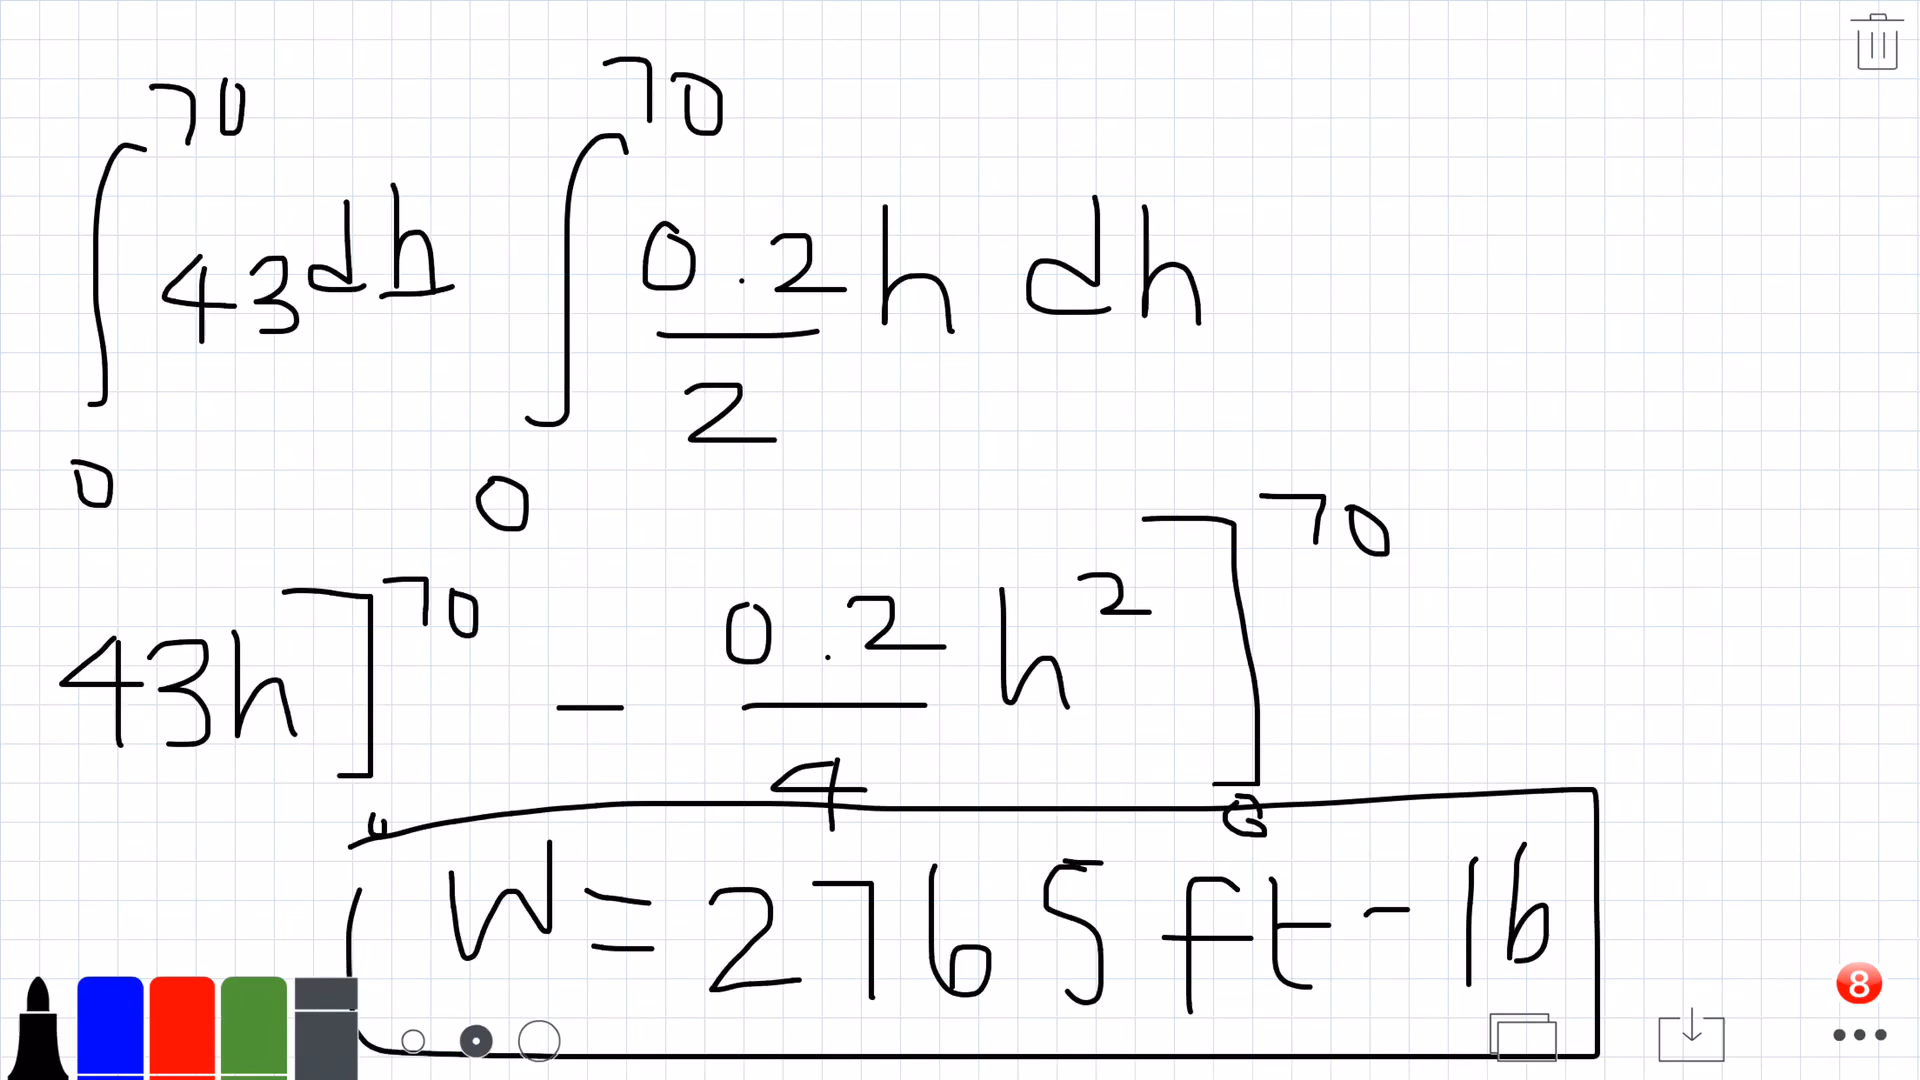 ∫₀⁷⁰ 43 dh ∫₀⁷⁰ 0.2/2 h dh
43h]₀⁷⁰ - 0.2/4 h²]₀⁷⁰
W = 2765 ft-lb
8